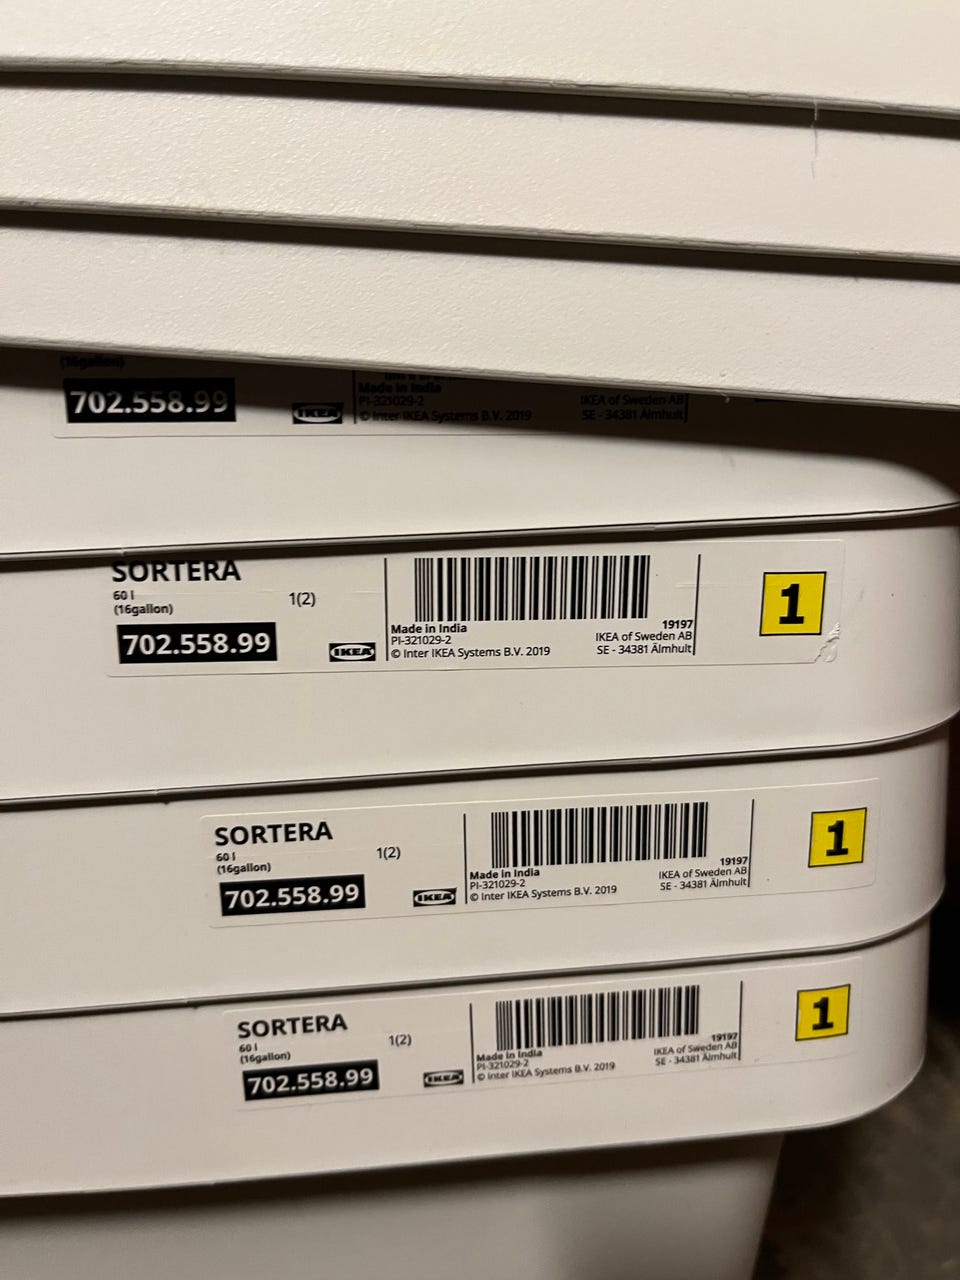 (16gallon)
702.558.99
IKEA
Made in India
PI-321029-2
© Inter IKEA Systems B.V. 2019
IKEA of Sweden AB
SE - 34381 Älmhult
SORTERA
60 l
(16gallon)
1(2)
702.558.99
IKEA
Made in India
PI-321029-2
© Inter IKEA Systems B.V. 2019
19197
IKEA of Sweden AB
SE - 34381 Älmhult
1
SORTERA
60 l
(16gallon)
1(2)
702.558.99
IKEA
Made in India
PI-321029-2
© Inter IKEA Systems B.V. 2019
19197
IKEA of Sweden AB
SE - 34381 Älmhult
1
SORTERA
60 l
(16gallon)
1(2)
702.558.99
IKEA
Made in India
PI-321029-2
© Inter IKEA Systems B.V. 2019
19197
IKEA of Sweden AB
SE - 34381 Älmhult
1